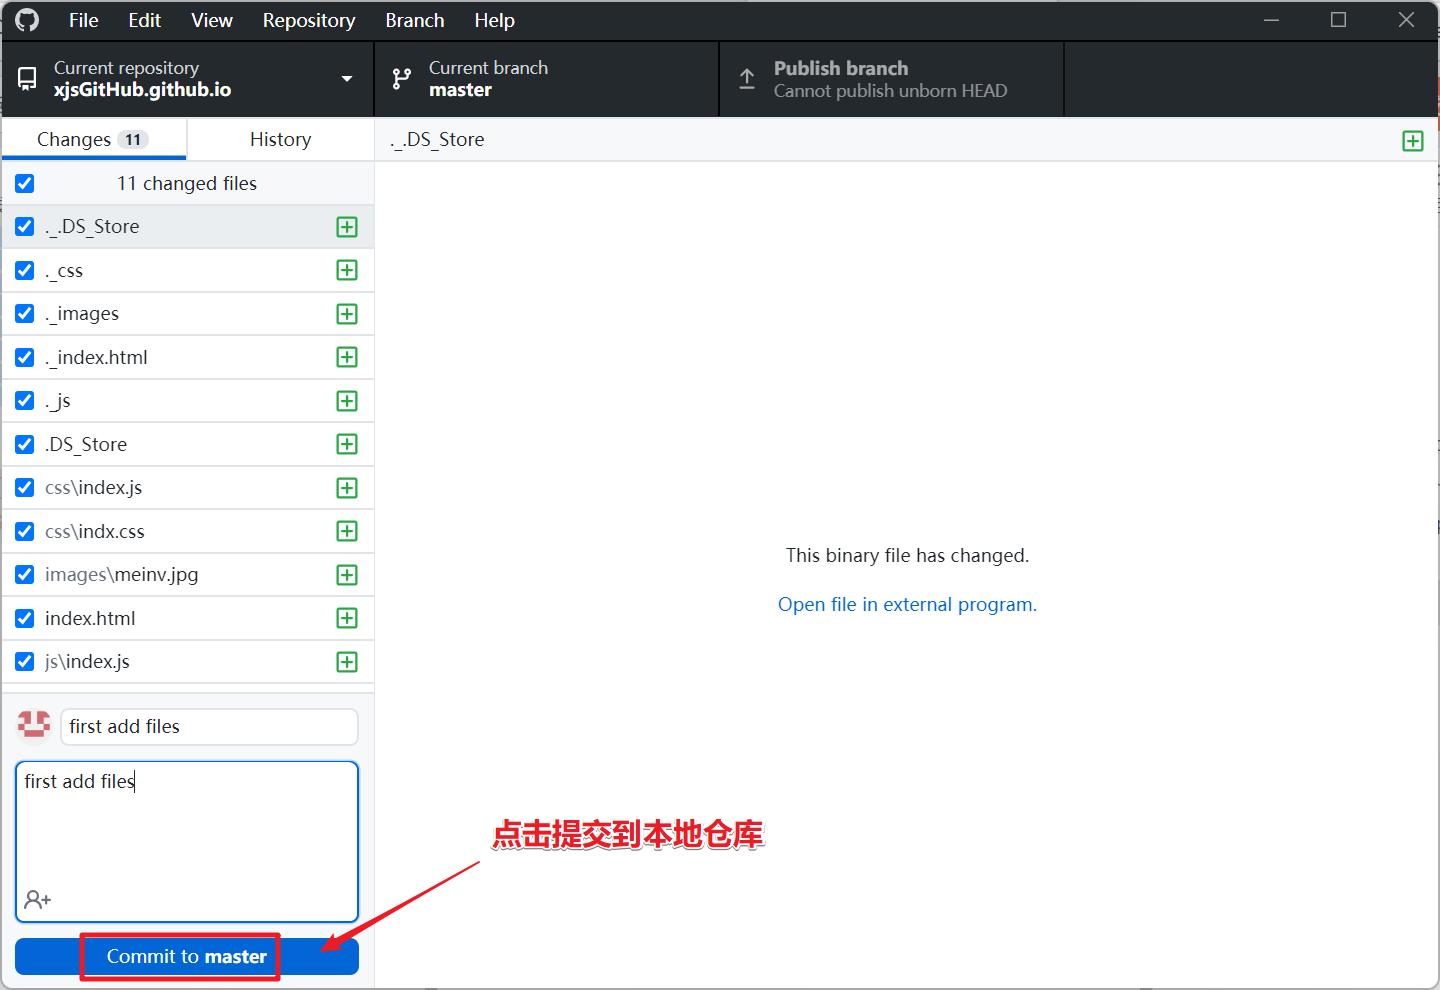 File Edit View Repository Branch Help
Current repository
xjsGitHub.github.io
Current branch
master
Publish branch
Cannot publish unborn HEAD
Changes 11
History
._.DS_Store
11 changed files
._.DS_Store
._css
._images
._index.html
._js
.DS_Store
css\index.js
css\indx.css
images\meinv.jpg
index.html
js\index.js
This binary file has changed.
Open file in external program.
first add files
first add files
点击提交到本地仓库
Commit to master